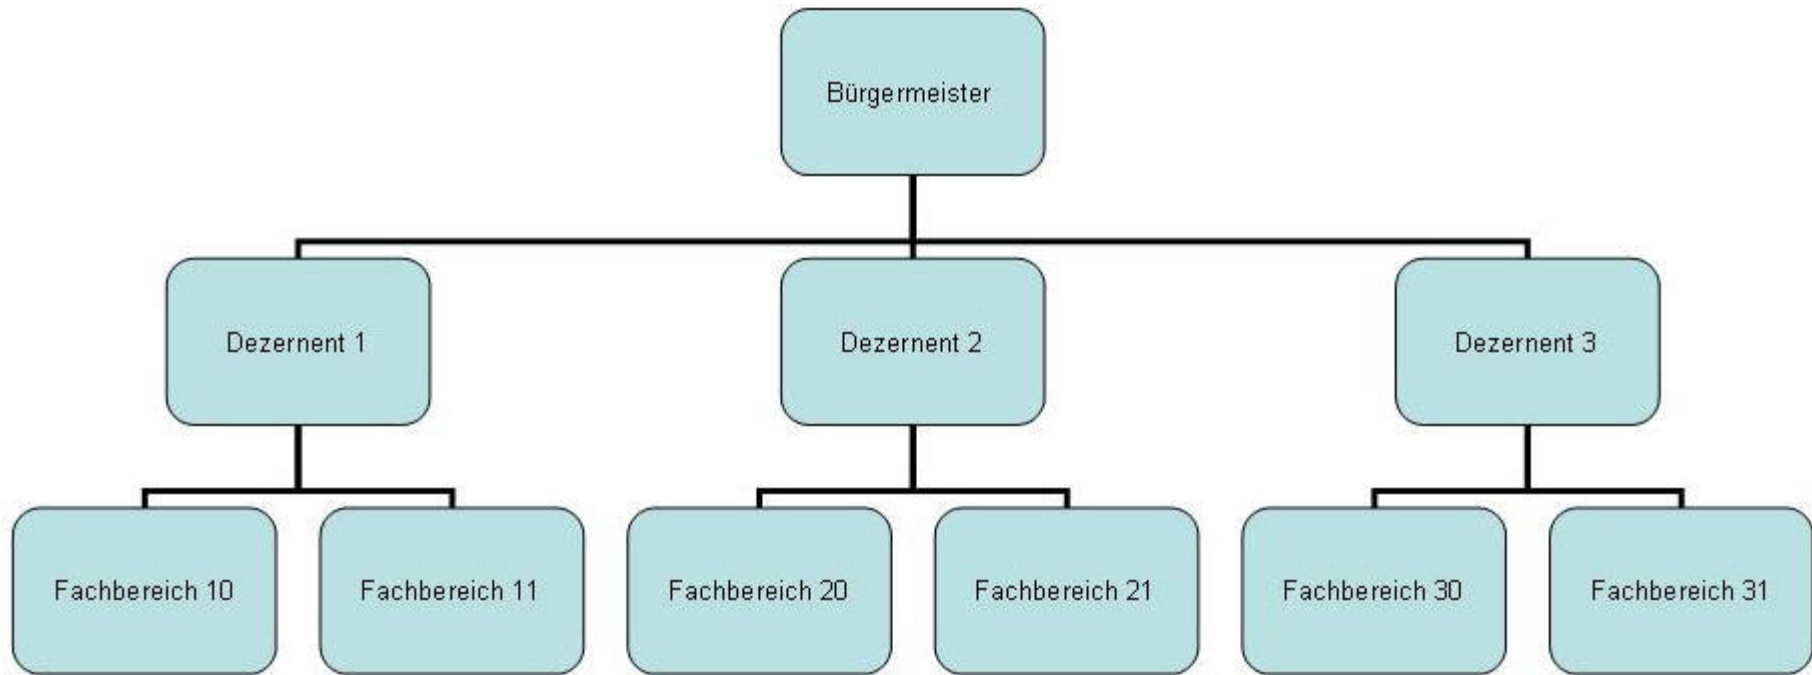 Bürgermeister
Dezernent 1
Dezernent 2
Dezernent 3
Fachbereich 10
Fachbereich 11
Fachbereich 20
Fachbereich 21
Fachbereich 30
Fachbereich 31